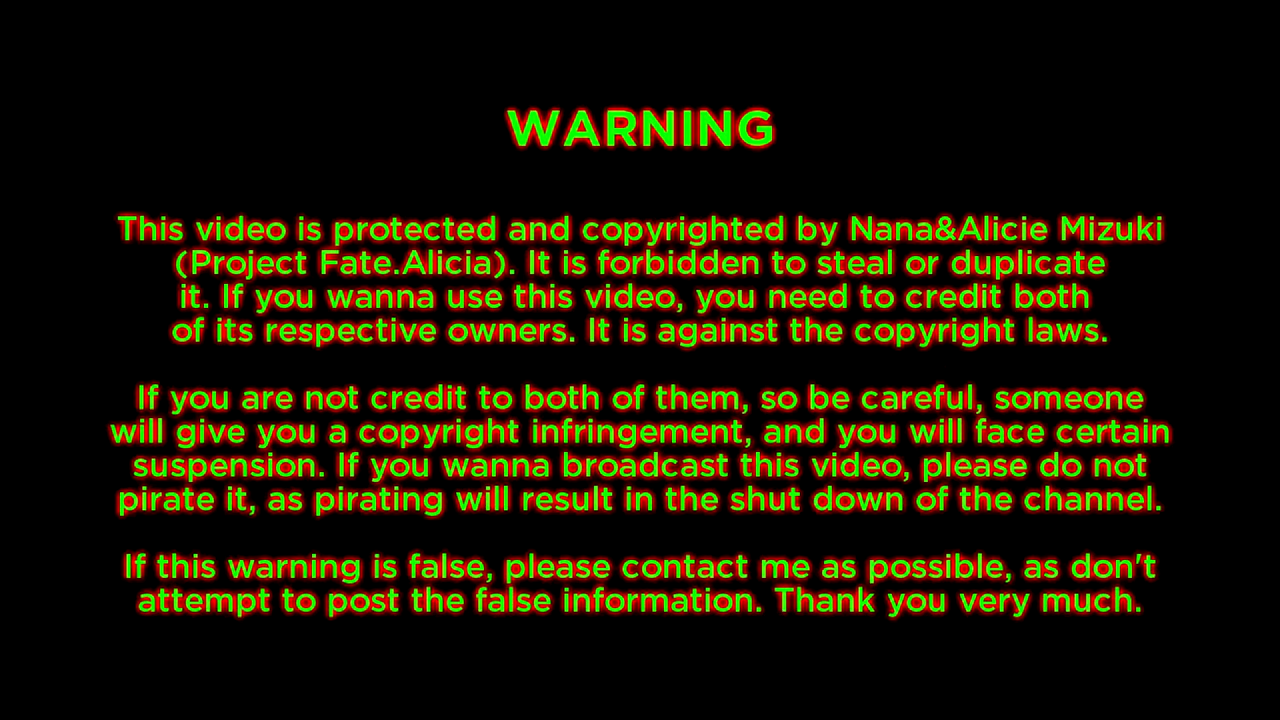 WARNING
This video is protected and copyrighted by Nana&Alicie Mizuki
(Project Fate.Alicia). It is forbidden to steal or duplicate
it. If you wanna use this video, you need to credit both
of its respective owners. It is against the copyright laws.
If you are not credit to both of them, so be careful, someone
will give you a copyright infringement, and you will face certain
suspension. If you wanna broadcast this video, please do not
pirate it, as pirating will result in the shut down of the channel.
If this warning is false, please contact me as possible, as don't
attempt to post the false information. Thank you very much.